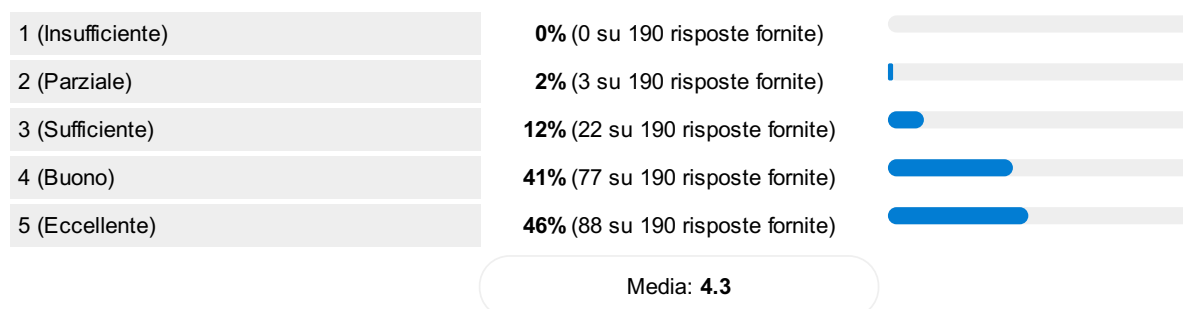 1 (Insufficiente) 0% (0 su 190 risposte fornite)
2 (Parziale) 2% (3 su 190 risposte fornite)
3 (Sufficiente) 12% (22 su 190 risposte fornite)
4 (Buono) 41% (77 su 190 risposte fornite)
5 (Eccellente) 46% (88 su 190 risposte fornite)
Media: 4.3